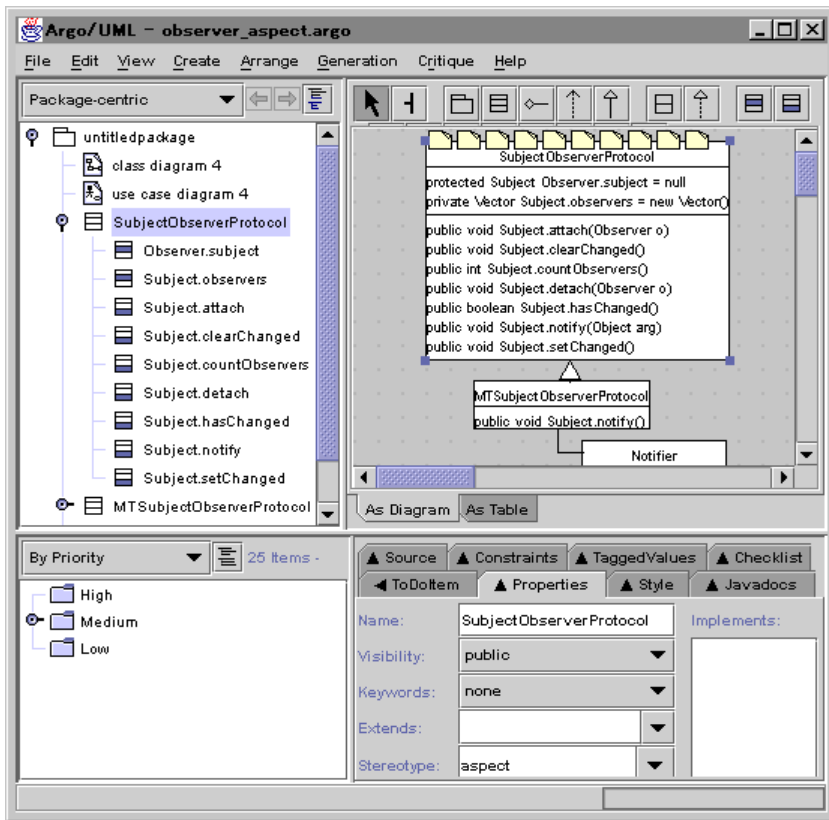 Argo/UML - observer_aspect.argo
File Edit View Create Arrange Generation Critique Help
Package-centric
untitledpackage
class diagram 4
use case diagram 4
SubjectObserverProtocol
Observer.subject
Subject.observers
Subject.attach
Subject.clearChanged
Subject.countObservers
Subject.detach
Subject.hasChanged
Subject.notify
Subject.setChanged
MTSubjectObserverProtocol
SubjectObserverProtocol
protected Subject Observer.subject = null
private Vector Subject.observers = new Vector()
public void Subject.attach(Observer o)
public void Subject.clearChanged()
public int Subject.countObservers()
public void Subject.detach(Observer o)
public boolean Subject.hasChanged()
public void Subject.notify(Object arg)
public void Subject.setChanged()
MTSubjectObserverProtocol
public void Subject.notify()
Notifier
As Diagram As Table
By Priority 25 Items -
High
Medium
Low
Source Constraints TaggedValues Checklist
ToDoItem Properties Style Javadocs
Name: SubjectObserverProtocol Implements:
Visibility: public
Keywords: none
Extends:
Stereotype: aspect